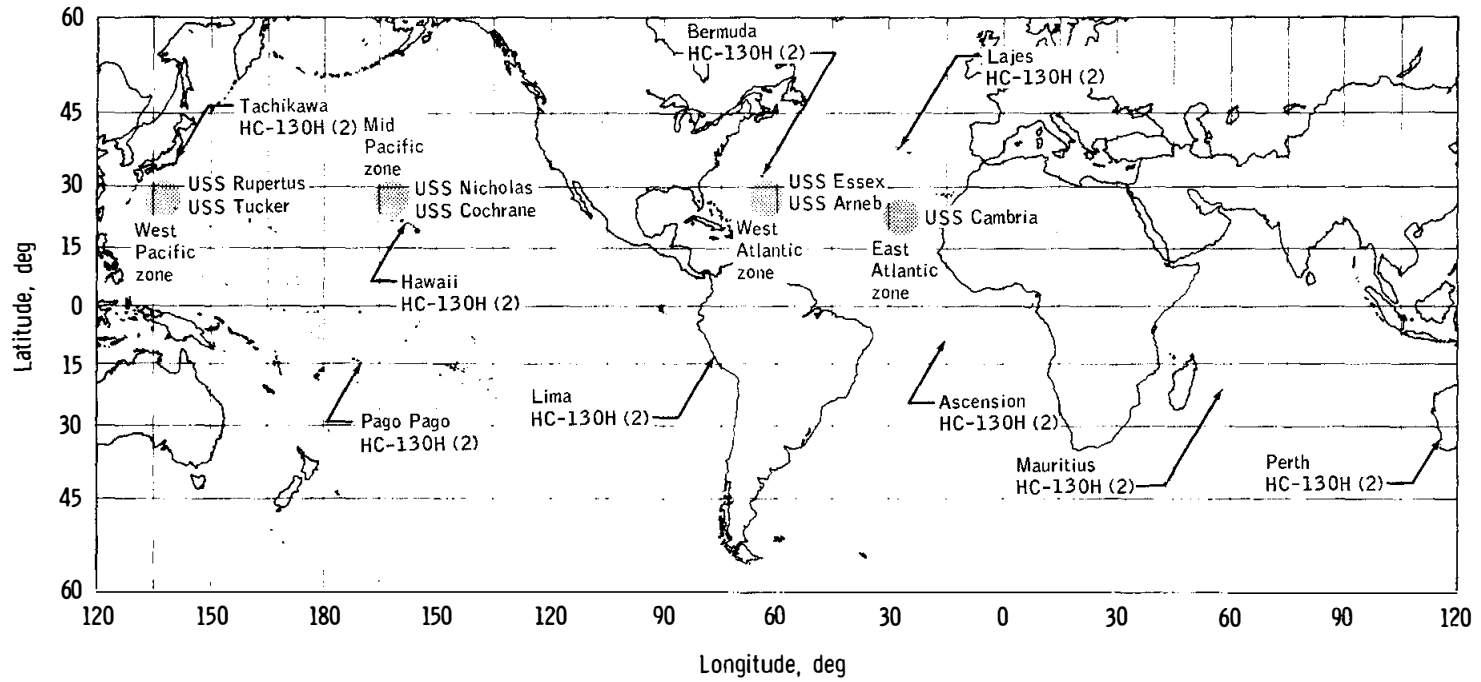 60
45
30
15
0
15
30
45
60
Latitude, deg
120
150
180
150
120
90
60
30
0
30
60
90
120
Longitude, deg
Tachikawa
HC-130H (2)
Mid
Pacific
zone
USS Rupertus
USS Tucker
West
Pacific
zone
USS Nicholas
USS Cochrane
Hawaii
HC-130H (2)
Pago Pago
HC-130H (2)
Bermuda
HC-130H (2)
Lajes
HC-130H (2)
USS Essex
USS Arneb
West
Atlantic
zone
USS Cambria
East
Atlantic
zone
Lima
HC-130H (2)
Ascension
HC-130H (2)
Mauritius
HC-130H (2)
Perth
HC-130H (2)